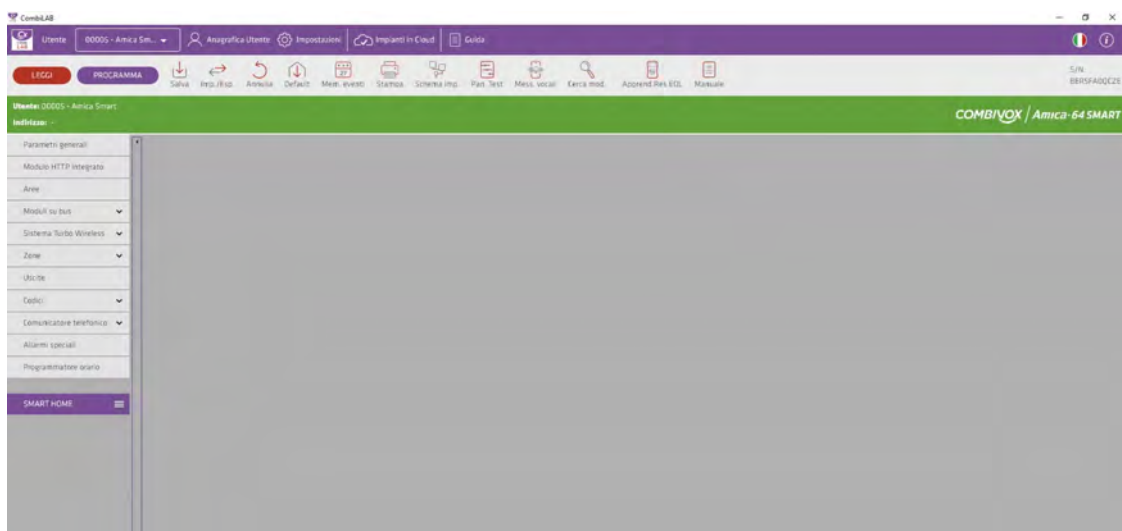 CombiLAB
Utente 00005 - Amica Sm... Anagrafica Utente Impostazioni Impianti in Cloud Guida
LEGGI PROGRAMMA Salva Imp./Esp. Annulla Default Mem. eventi Stampa Schema imp. Pan. Test Mess. vocali Cerca mod. Apprend.Res.EOL Manuale
S/N
Utente: 00005 - Amica Smart
Indirizzo: -
COMBIVOX / Amica-64 SMART
Parametri generali
Modulo HTTP integrato
Aree
Moduli su bus
Sistema Turbo Wireless
Zone
Uscite
Codici
Comunicatore telefonico
Allarmi speciali
Programmatore orario
SMART HOME